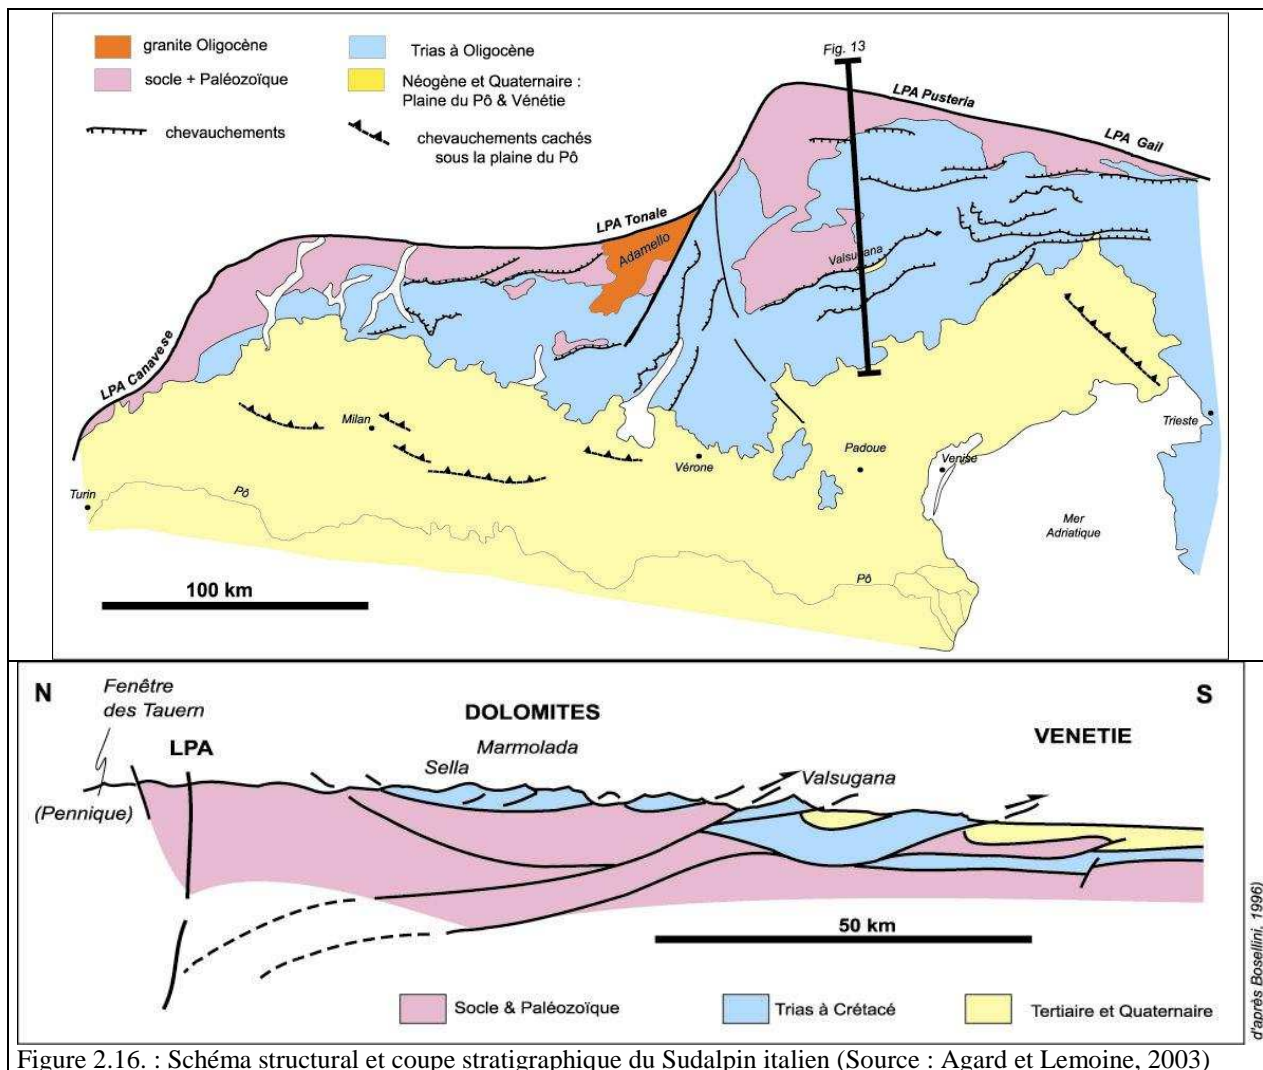 granite Oligocène
Trias à Oligocène
Fig. 13
socle + Paléozoïque
Néogène et Quaternaire :
Plaine du Pô & Vénétie
LPA Pusteria
chevauchements
chevauchements cachés
sous la plaine du Pô
LPA Gail
LPA Tonale
Adamello
Valsugana
LPA Canavese
Milan
Trieste
Vérone
Padoue
Venise
Turin
Pô
Mer
Adriatique
Pô
100 km
N
Fenêtre
des Tauern
DOLOMITES
S
LPA
Marmolada
VENETIE
Sella
Valsugana
(Pennique)
50 km
d'après Bosellini, 1996)
Socle & Paléozoïque
Trias à Crétacé
Tertiaire et Quaternaire
Figure 2.16. : Schéma structural et coupe stratigraphique du Sudalpin italien (Source : Agard et Lemoine, 2003)